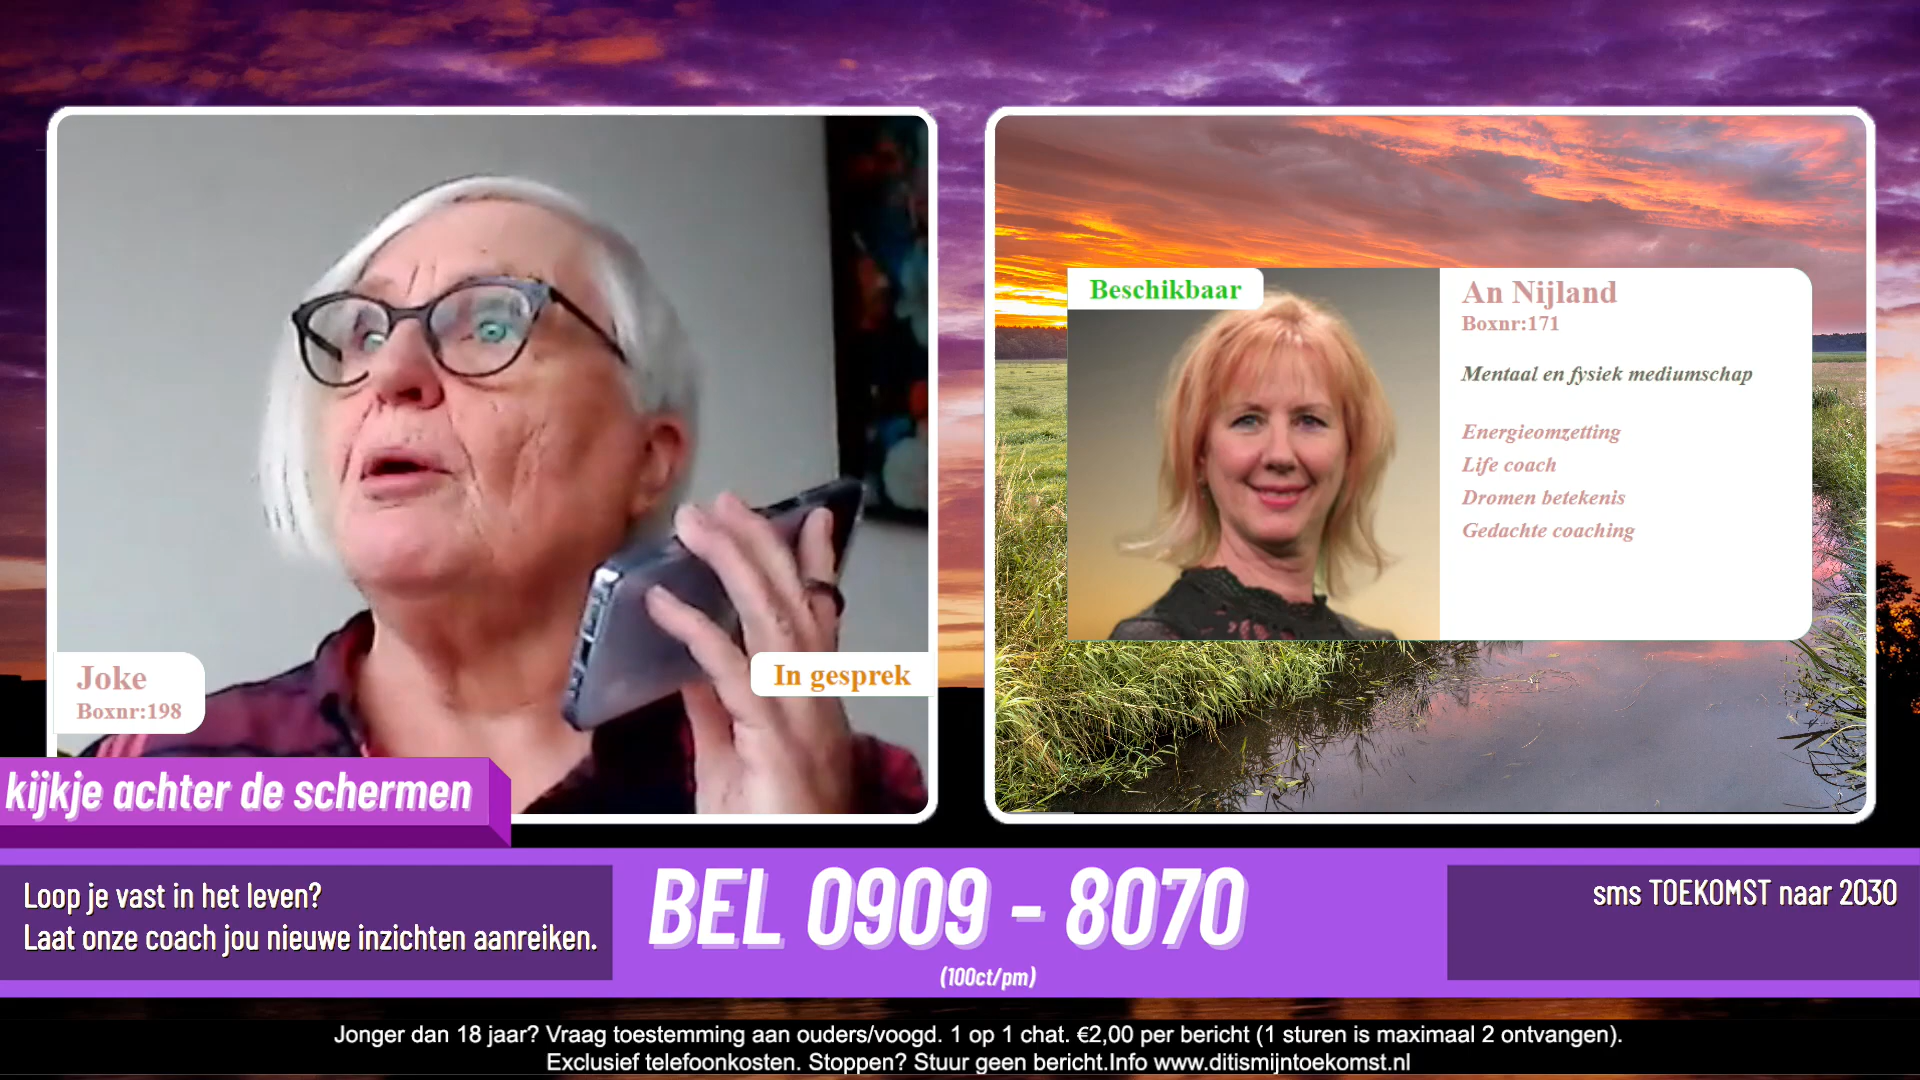 Joke
Boxnr:198
In gesprek
Beschikbaar
An Nijland
Boxnr:171
Mentaal en fysiek mediumschap
Energieomzetting
Life coach
Dromen betekenis
Gedachte coaching
kijkje achter de schermen
Loop je vast in het leven?
Laat onze coach jou nieuwe inzichten aanreiken.
BEL 0909 - 8070
(100ct/pm)
sms TOEKOMST naar 2030
Jonger dan 18 jaar? Vraag toestemming aan ouders/voogd. 1 op 1 chat. €2,00 per bericht (1 sturen is maximaal 2 ontvangen).
Exclusief telefoonkosten. Stoppen? Stuur geen bericht.Info www.ditismijntoekomst.nl